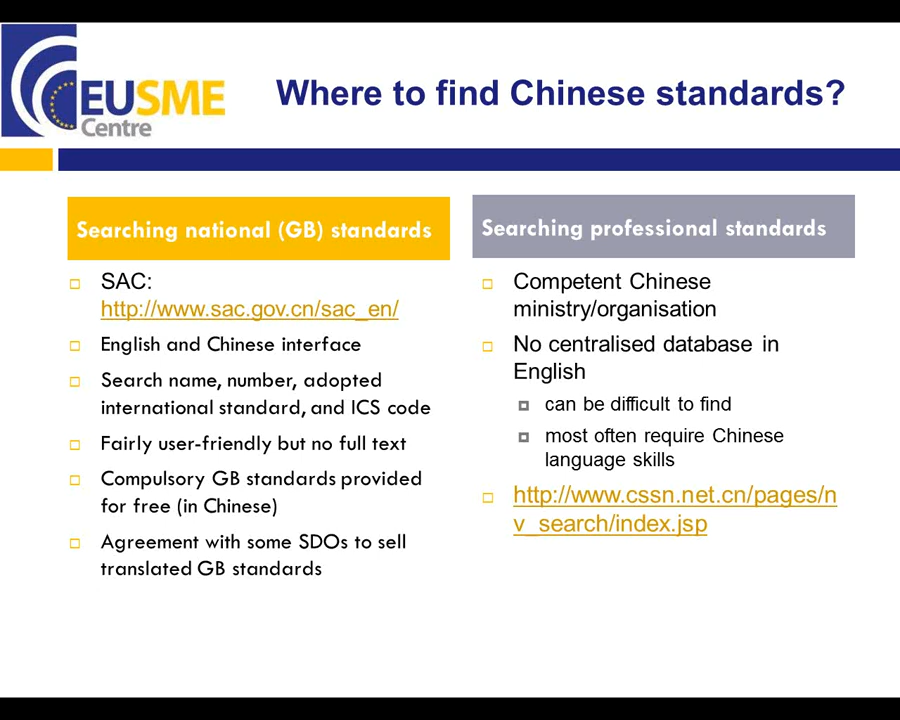 EUSME
Centre
Where to find Chinese standards?
Searching national (GB) standards
SAC:
http://www.sac.gov.cn/sac_en/
English and Chinese interface
Search name, number, adopted
international standard, and ICS code
Fairly user-friendly but no full text
Compulsory GB standards provided
for free (in Chinese)
Agreement with some SDOs to sell
translated GB standards
Searching professional standards
Competent Chinese
ministry/organisation
No centralised database in
English
can be difficult to find
most often require Chinese
language skills
http://www.cssn.net.cn/pages/n
v_search/index.jsp